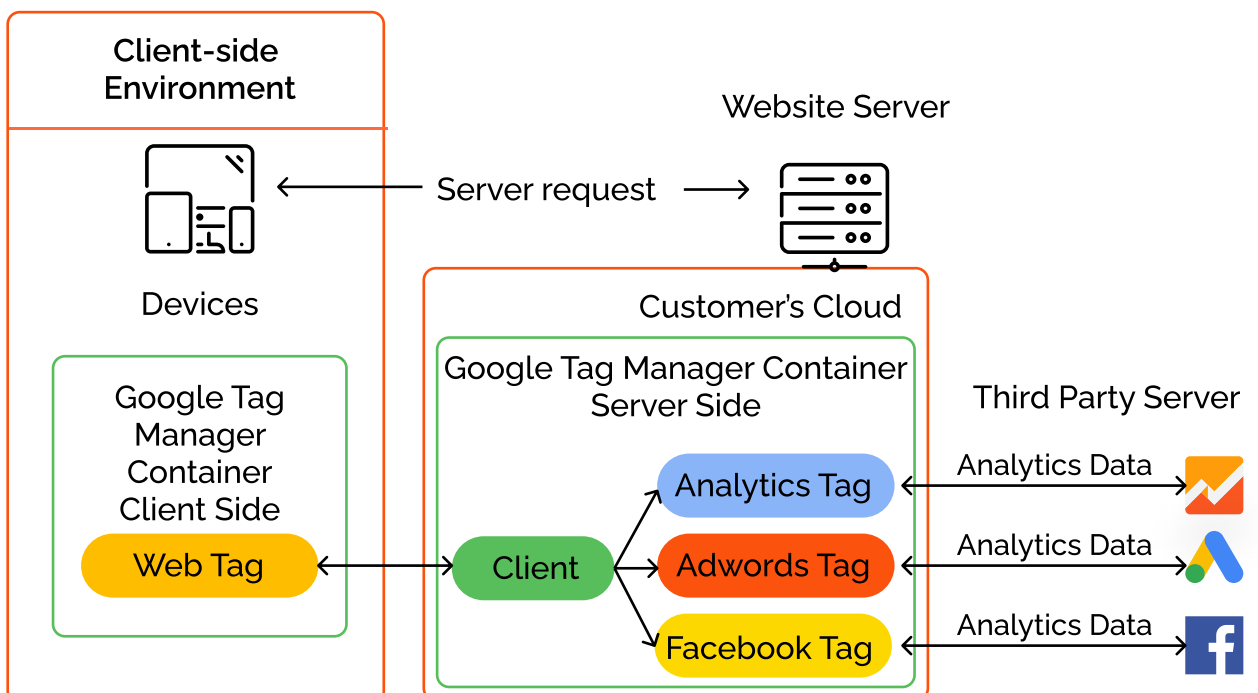 Client-side
Environment
Website Server
Server request
Devices
Customer’s Cloud
Google Tag Manager Container
Server Side
Google Tag
Manager
Container
Client Side
Web Tag
Client
Analytics Tag
Adwords Tag
Facebook Tag
Third Party Server
Analytics Data
Analytics Data
Analytics Data
f